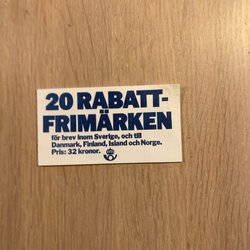 20 RABATT-
FRIMÄRKEN
för brev inom Sverige, och till
Danmark, Finland, Island och Norge.
Pris: 32 kronor.